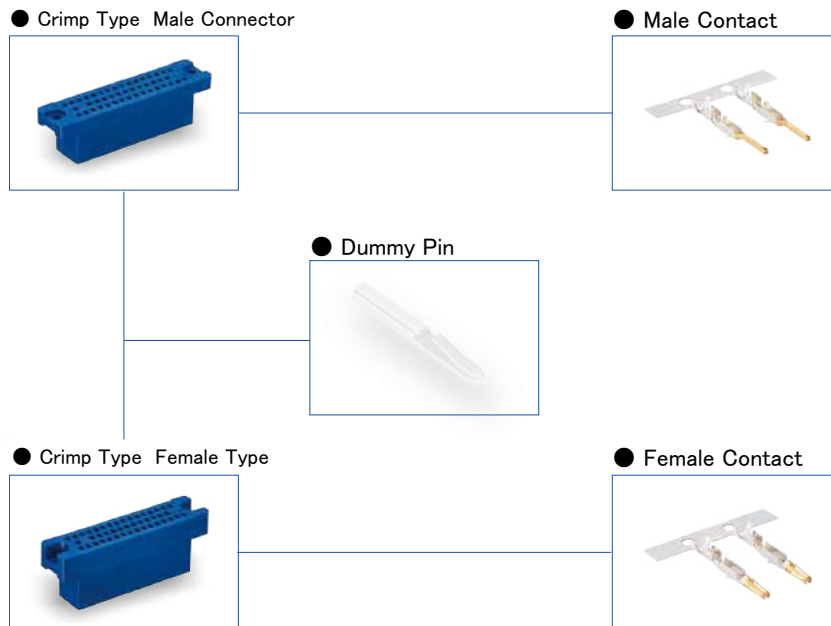 ● Crimp Type Male Connector
● Male Contact
● Dummy Pin
● Crimp Type Female Type
● Female Contact